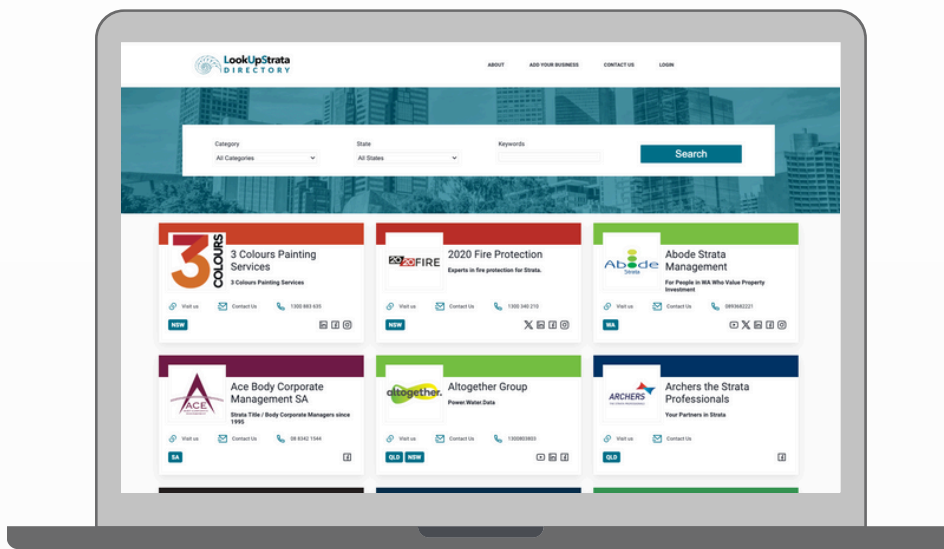 LookUpStrata
DIRECTORY
ABOUT ADD YOUR BUSINESS CONTACT US LOGIN
Category State Keywords
All Categories All States Search
3 COLOURS
3 Colours Painting
Services
3 Colours Painting Services
Visit us Contact Us 1300 883 435
NSW
2020 FIRE
2020 Fire Protection
Experts in fire protection for Strata.
Visit us Contact Us 1300 340 210
NSW
Abode
Strata
Abode Strata
Management
For People in WA Who Value Property
Investment
Visit us Contact Us 0893682221
WA
ACE
Ace Body Corporate
Management SA
Strata Title / Body Corporate Managers since
1995
Visit us Contact Us 08 8342 1544
SA
altogether.
Altogether Group
Power.Water.Data
Visit us Contact Us 1300803803
QLD NSW
ARCHERS
Archers the Strata
Professionals
Your Partners in Strata
Visit us Contact Us
QLD